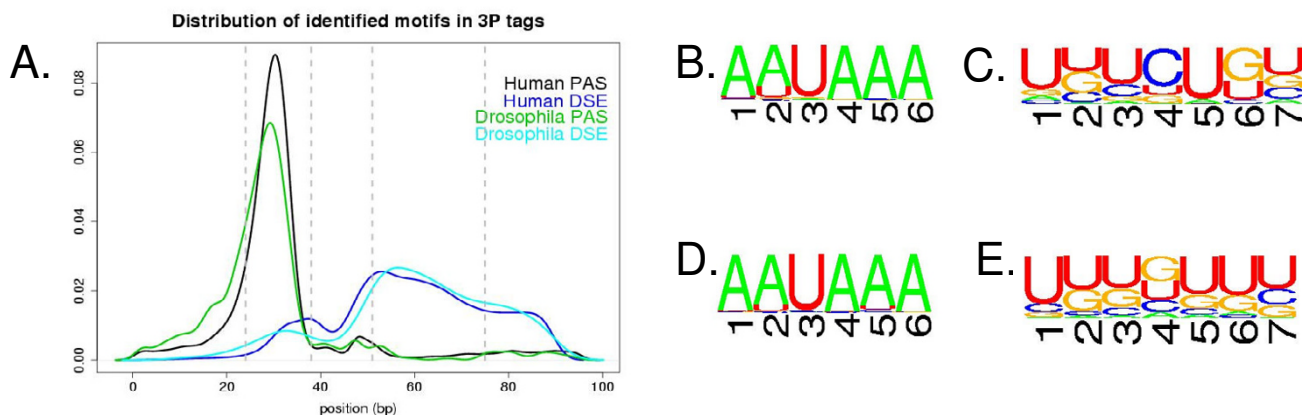 Distribution of identified motifs in 3P tags
A.
Human PAS
Human DSE
Drosophila PAS
Drosophila DSE
0.08
0.06
0.04
0.02
0.00
0 20 40 60 80 100
position (bp)
B.
AAUAAA
1 2 3 4 5 6
C.
UUUCUGU
1 2 3 4 5 6 7
D.
AAUAAA
1 2 3 4 5 6
E.
UUUGUUU
1 2 3 4 5 6 7